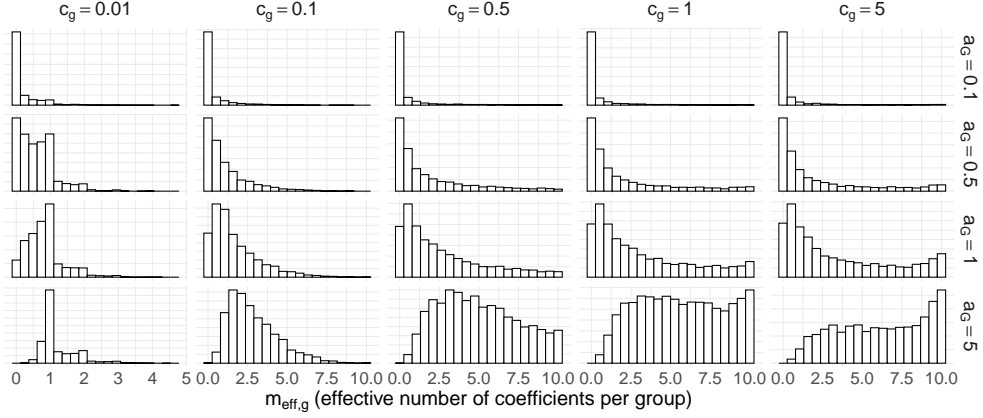 c_g = 0.01 c_g = 0.1 c_g = 0.5 c_g = 1 c_g = 5
a_G = 0.1
a_G = 0.5
a_G = 1
a_G = 5
0 1 2 3 4 5 0.0 2.5 5.0 7.5 10.0 0.0 2.5 5.0 7.5 10.0 0.0 2.5 5.0 7.5 10.0 0.0 2.5 5.0 7.5 10.0
m_eff,g (effective number of coefficients per group)